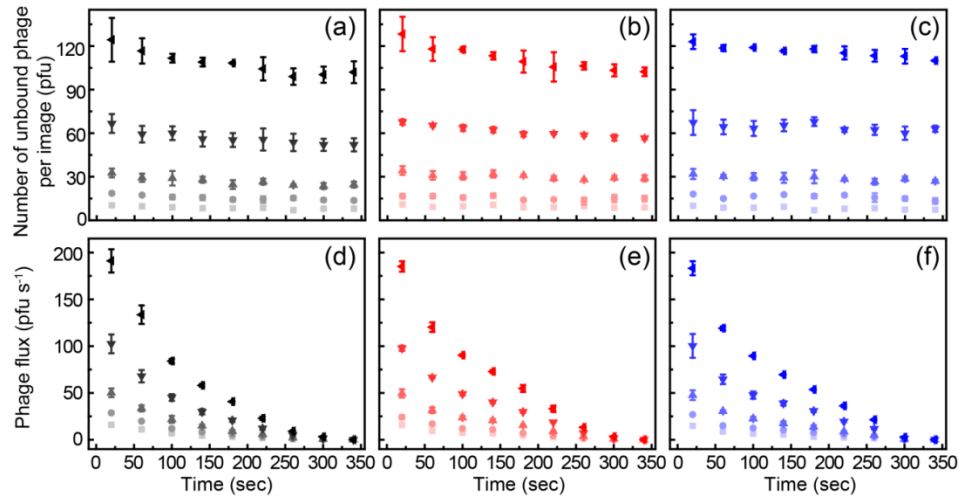 Number of unbound phage
per image (pfu)
120
90
60
30
0
(a)
(b)
(c)
Phage flux (pfu s⁻¹)
200
150
100
50
0
(d)
(e)
(f)
0 50 100 150 200 250 300 350
0 50 100 150 200 250 300 350
0 50 100 150 200 250 300 350
Time (sec)
Time (sec)
Time (sec)